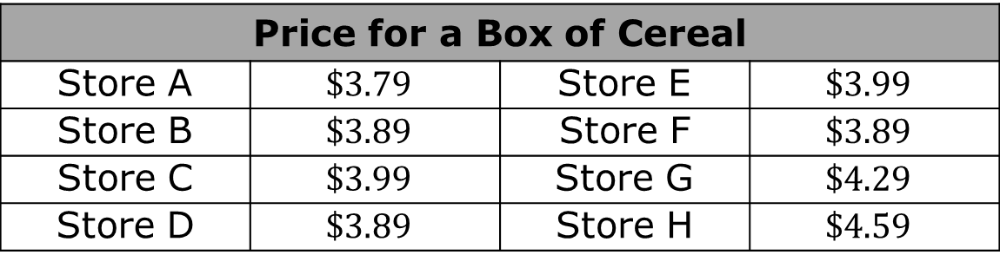 Price for a Box of Cereal
Store A $3.79 Store E $3.99
Store B $3.89 Store F $3.89
Store C $3.99 Store G $4.29
Store D $3.89 Store H $4.59